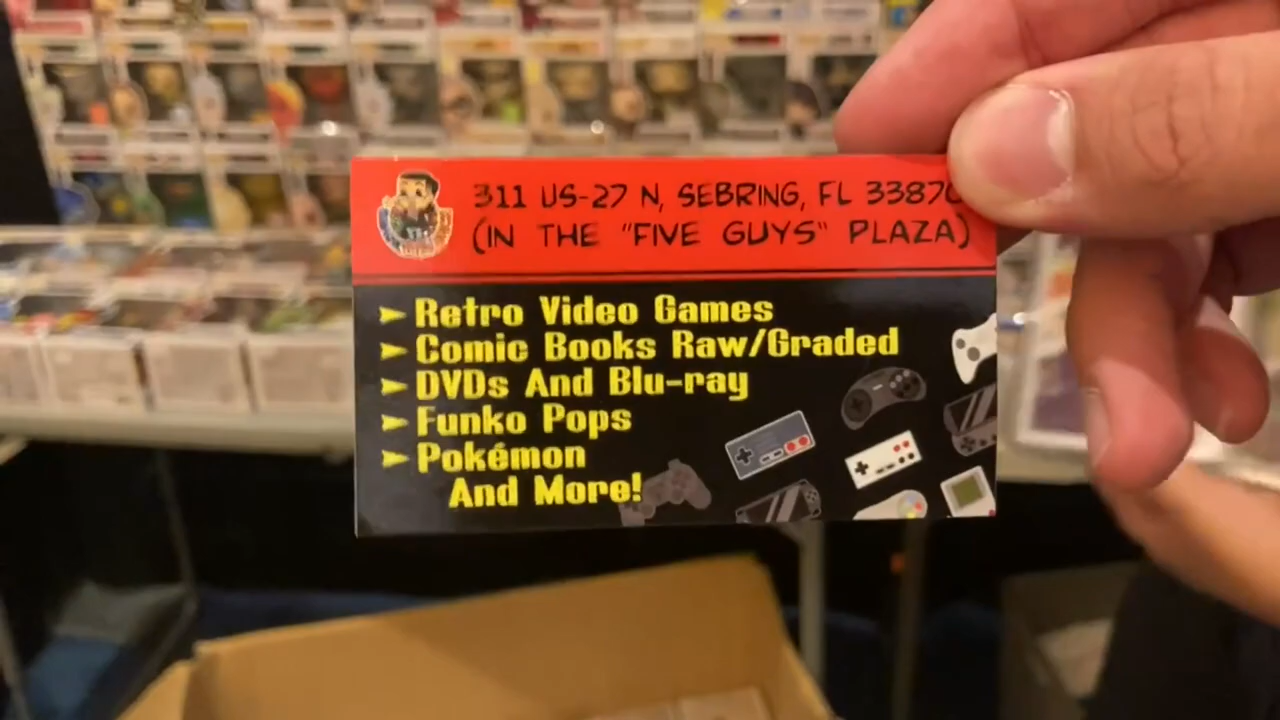 311 US-27 N, SEBRING, FL 33870
(IN THE "FIVE GUYS" PLAZA)
➤ Retro Video Games
➤ Comic Books Raw/Graded
➤ DVDs And Blu-ray
➤ Funko Pops
➤ Pokémon
And More!